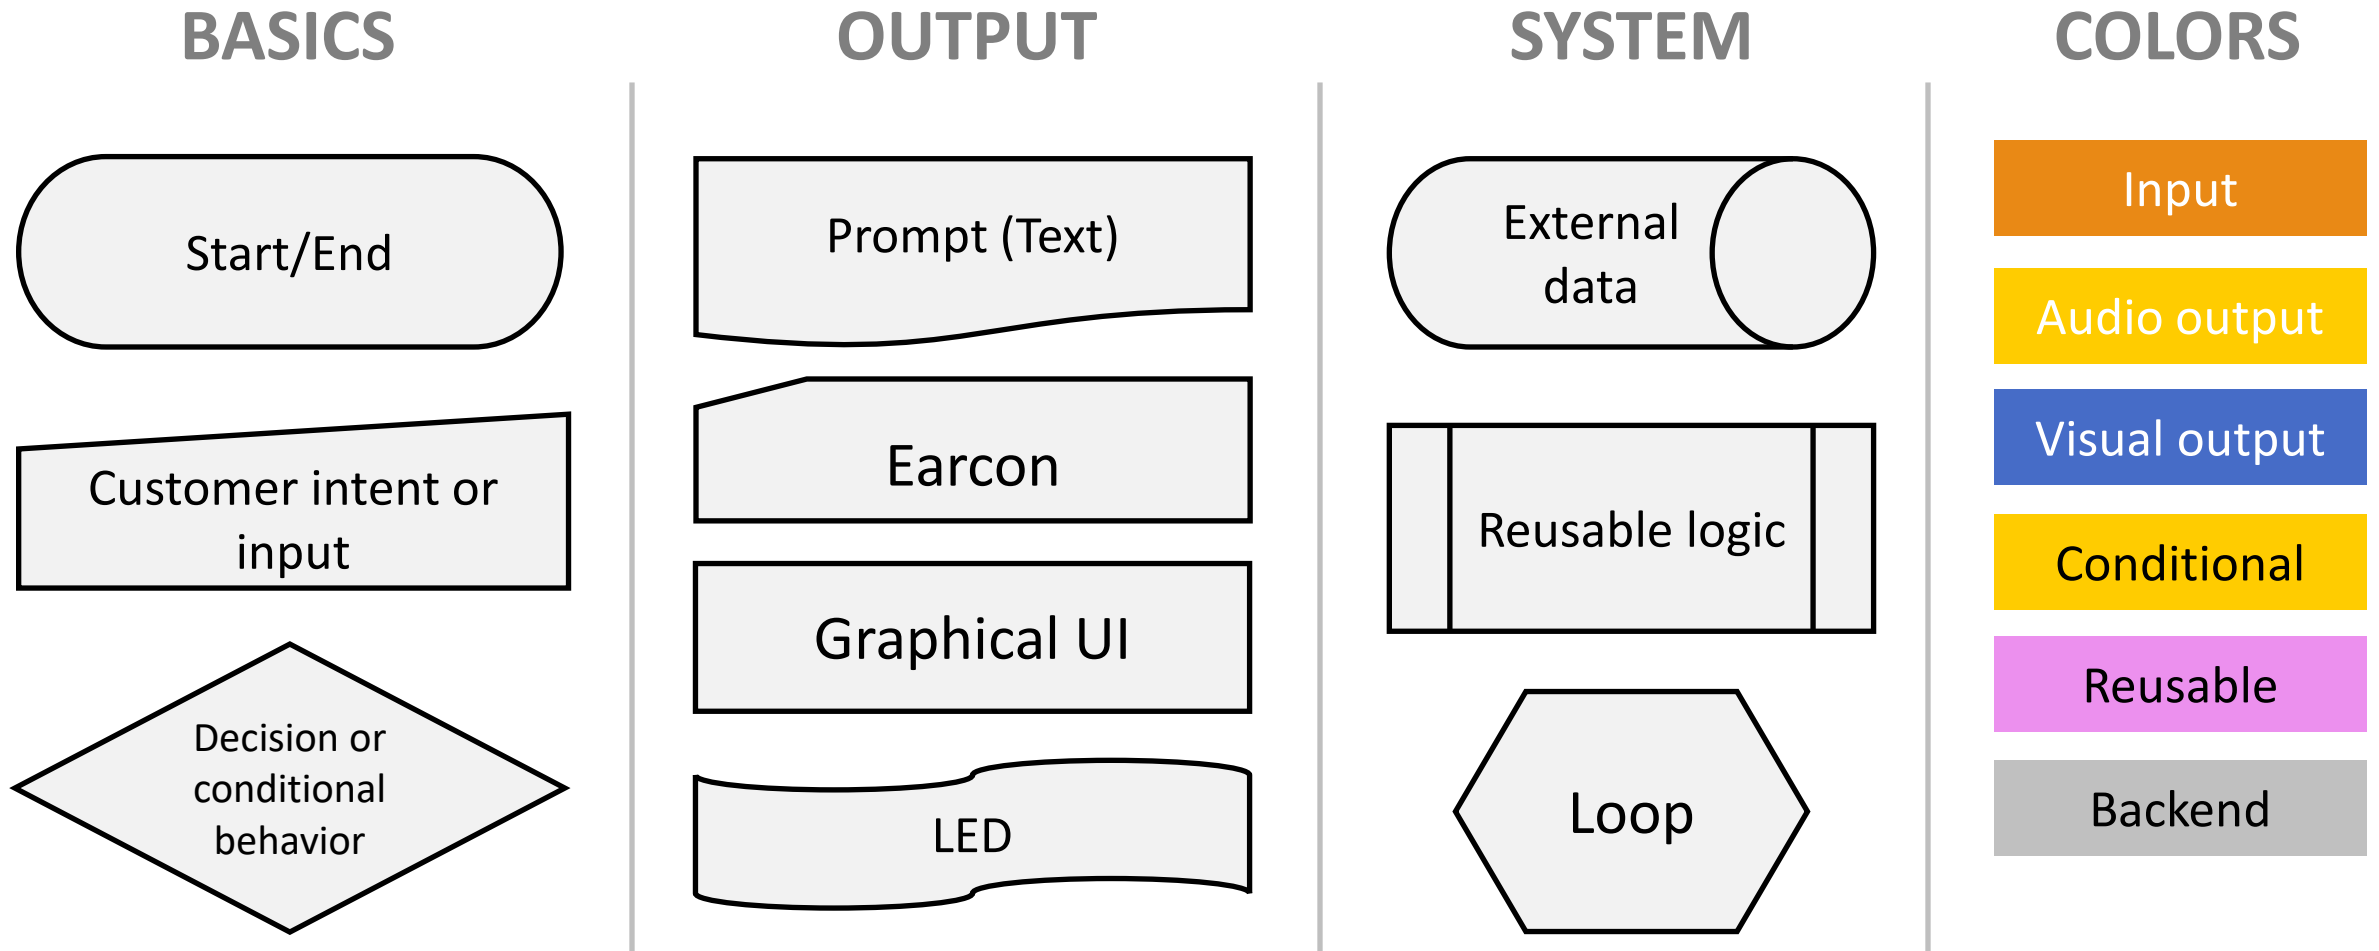 BASICS
Start/End
Customer intent or
input
Decision or
conditional
behavior
OUTPUT
Prompt (Text)
Earcon
Graphical UI
LED
SYSTEM
External
data
Reusable logic
Loop
COLORS
Input
Audio output
Visual output
Conditional
Reusable
Backend